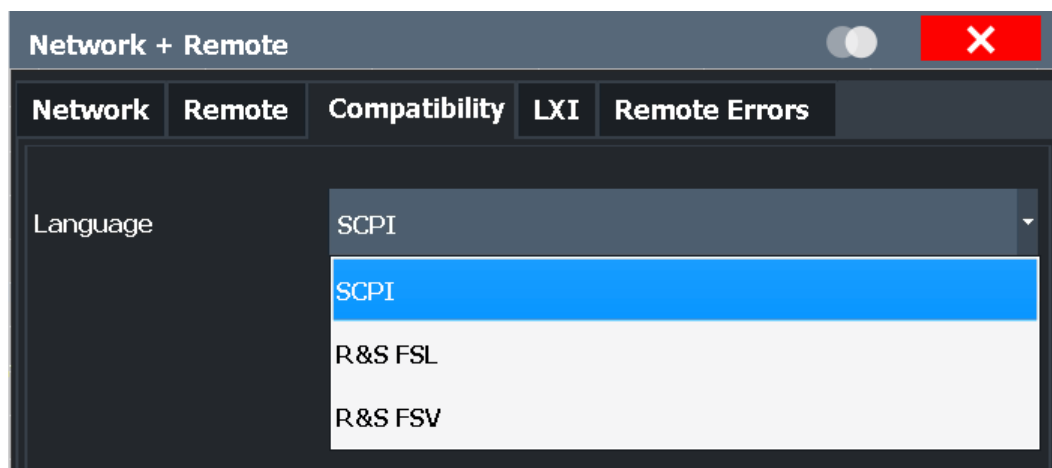 Network + Remote
Network Remote Compatibility LXI Remote Errors
Language SCPI
SCPI
R&S FSL
R&S FSV